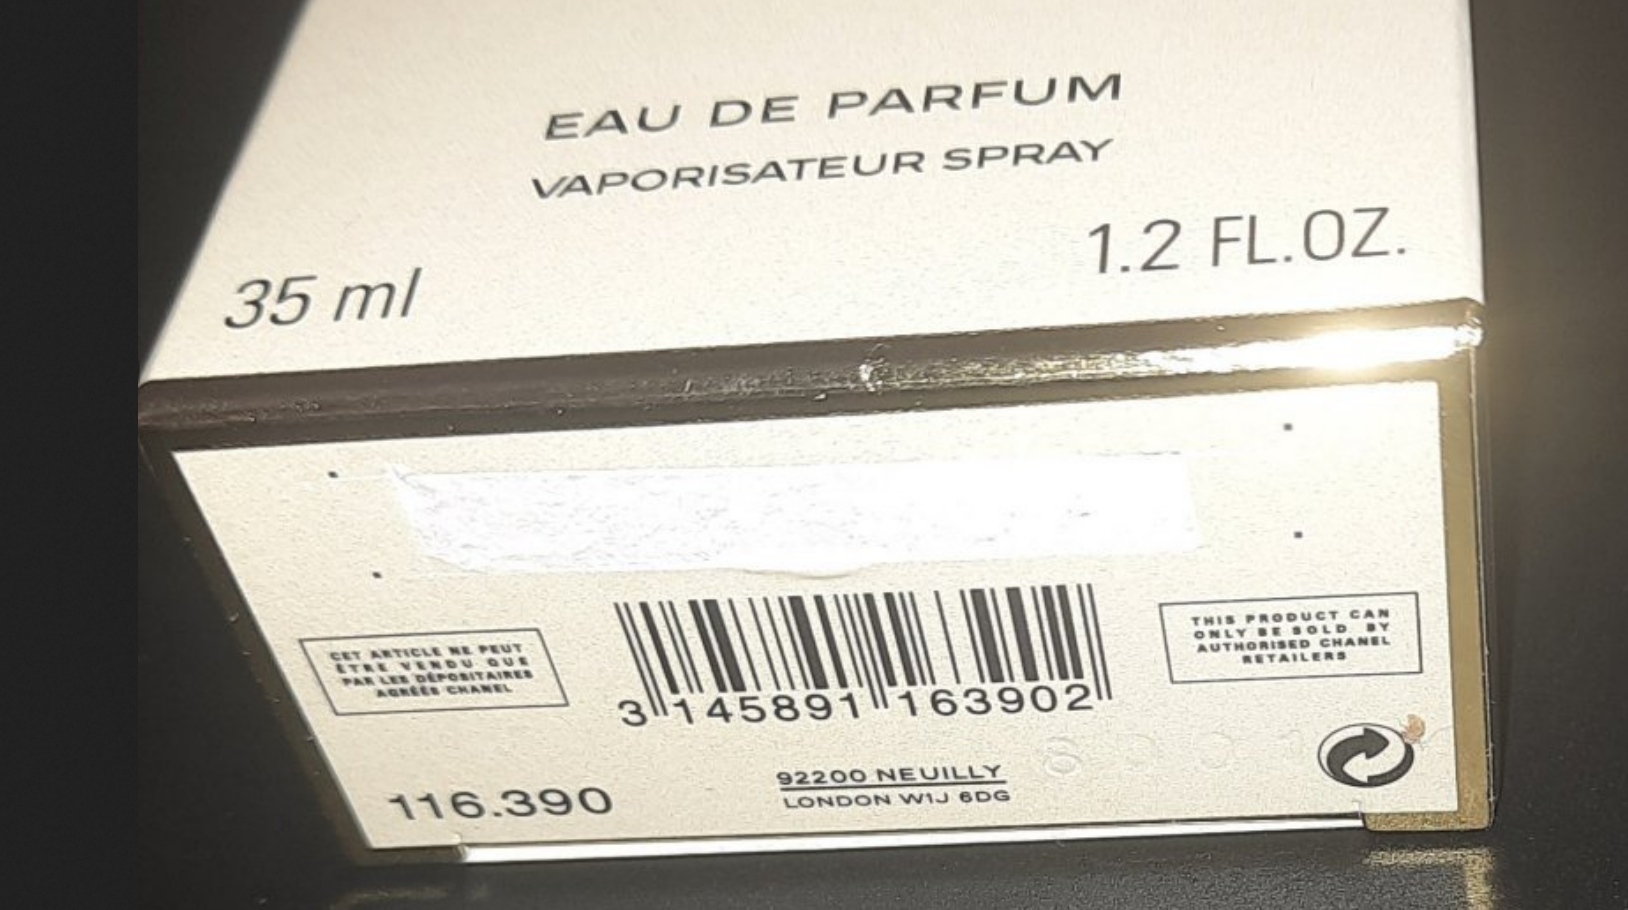 EAU DE PARFUM
VAPORISATEUR SPRAY
35 ml
1.2 FL.OZ.
CET ARTICLE NE PEUT
ÊTRE VENDU QUE
PAR LES DÉPOSITAIRES
AGRÉÉS CHANEL
3 145891 163902
THIS PRODUCT CAN
ONLY BE SOLD BY
AUTHORISED CHANEL
RETAILERS
116.390
92200 NEUILLY
LONDON W1J 6DG